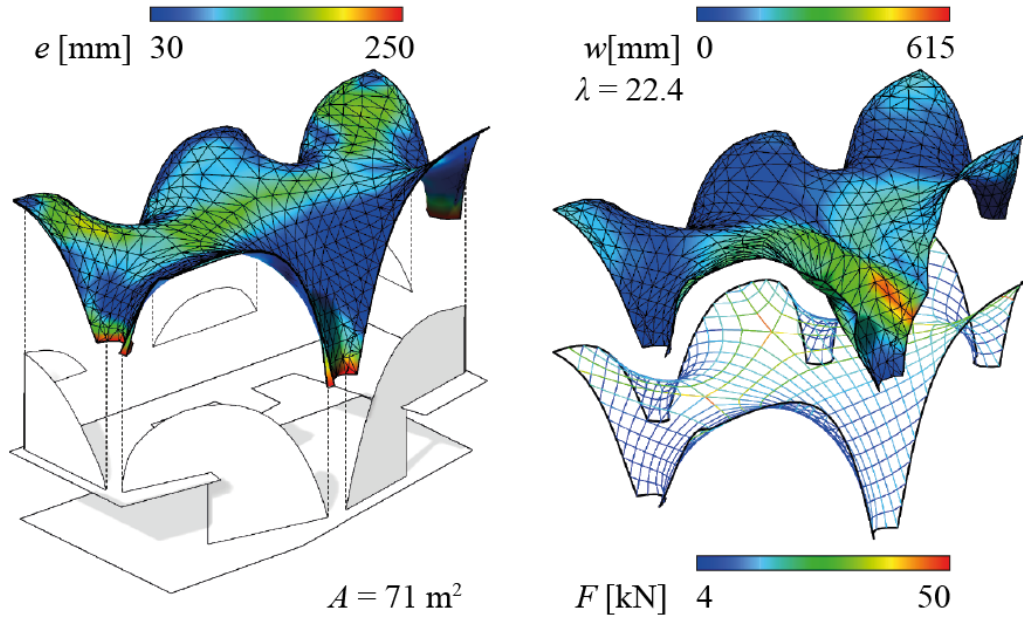 e [mm] 30 250
A = 71 m²
w[mm] 0 615
λ = 22.4
F [kN] 4 50